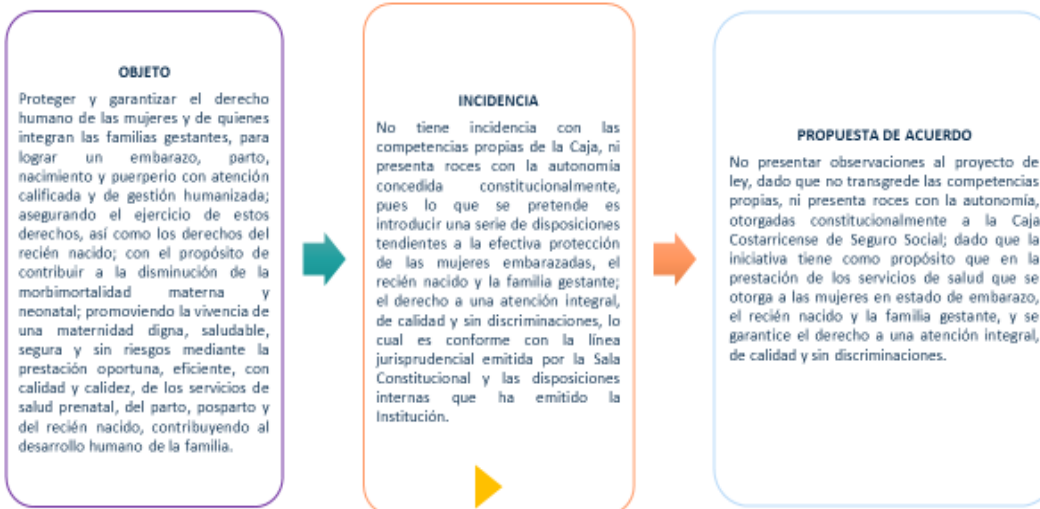 OBJETO
Proteger y garantizar el derecho
humano de las mujeres y de quienes
integran las familias gestantes, para
lograr un embarazo, parto,
nacimiento y puerperio con atención
calificada y de gestión humanizada;
asegurando el ejercicio de estos
derechos, así como los derechos del
recién nacido; con el propósito de
contribuir a la disminución de la
morbimortalidad materna y
neonatal; promoviendo la vivencia de
una maternidad digna, saludable,
segura y sin riesgos mediante la
prestación oportuna, eficiente, con
calidad y calidez, de los servicios de
salud prenatal, del parto, posparto y
del recién nacido, contribuyendo al
desarrollo humano de la familia.
INCIDENCIA
No tiene incidencia con las
competencias propias de la Caja, ni
presenta roces con la autonomía
concedida constitucionalmente,
pues lo que se pretende es
introducir una serie de disposiciones
tendientes a la efectiva protección
de las mujeres embarazadas, el
recién nacido y la familia gestante;
el derecho a una atención integral,
de calidad y sin discriminaciones, lo
cual es conforme con la línea
jurisprudencial emitida por la Sala
Constitucional y las disposiciones
internas que ha emitido la
Institución.
PROPUESTA DE ACUERDO
No presentar observaciones al proyecto de
ley, dado que no transgrede las competencias
propias, ni presenta roces con la autonomía,
otorgadas constitucionalmente a la Caja
Costarricense de Seguro Social; dado que la
iniciativa tiene como propósito que en la
prestación de los servicios de salud que se
otorga a las mujeres en estado de embarazo,
el recién nacido y la familia gestante, y se
garantice el derecho a una atención integral,
de calidad y sin discriminaciones.